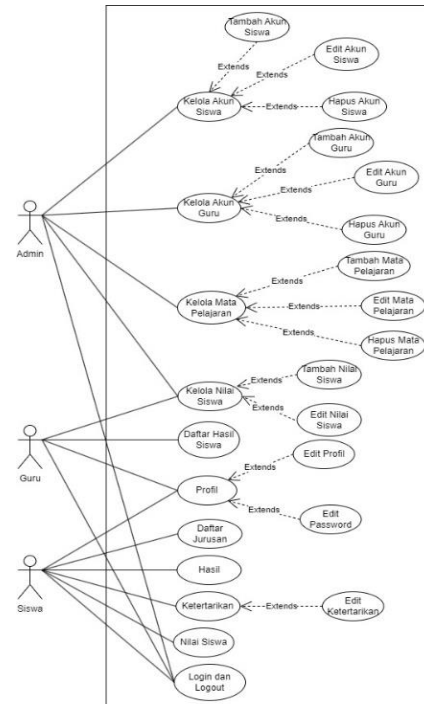 Tambah Akun
Siswa
Edit Akun
Siswa
Extends
Extends
Kelola Akun
Siswa
Extends
Hapus Akun
Siswa
Tambah Akun
Guru
Extends
Edit Akun
Guru
Extends
Kelola Akun
Guru
Extends
Hapus Akun
Guru
Admin
Tambah Mata
Pelajaran
Extends
Kelola Mata
Pelajaran
Extends
Edit Mata
Pelajaran
Extends
Hapus Mata
Pelajaran
Tambah Nilai
Siswa
Extends
Kelola Nilai
Siswa
Extends
Edit Nilai
Siswa
Daftar Hasil
Siswa
Guru
Edit Profil
Extends
Profil
Extends
Edit
Password
Daftar
Jurusan
Hasil
Siswa
Ketertarikan
Extends
Edit
Ketertarikan
Nilai Siswa
Login dan
Logout